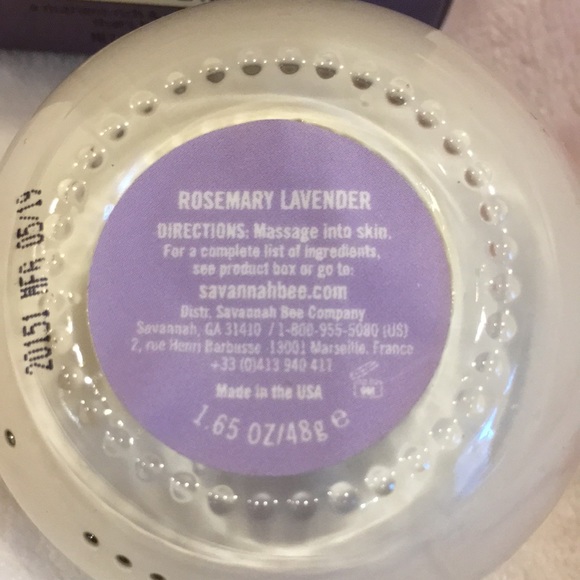 ROSEMARY LAVENDER
DIRECTIONS: Massage into skin.
For a complete list of ingredients,
see product box or go to:
savannahbee.com
Distr. Savannah Bee Company
Savannah, GA 31410 / 1-800-955-5080 (US)
2, rue Henri Barbusse 13001 Marseille, France
+33 (0)413 940 411
Made in the USA
1.65 OZ/48g e
20151 MFG 05/19